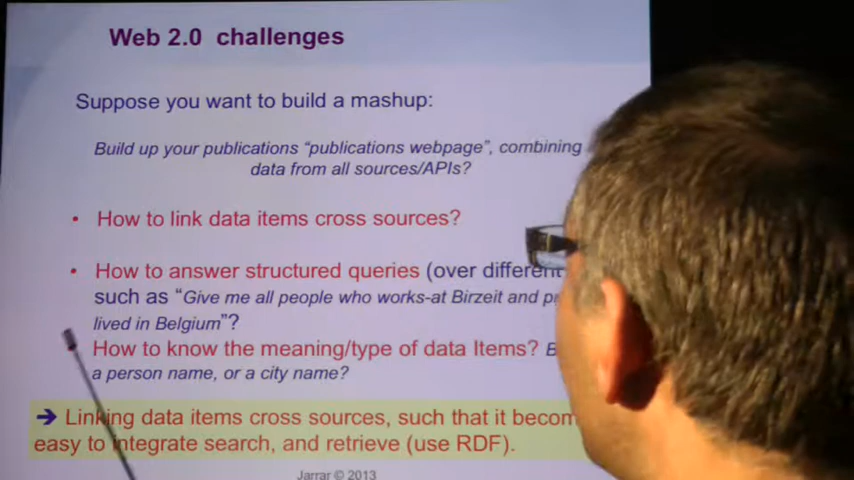 Web 2.0 challenges
Suppose you want to build a mashup:
Build up your publications “publications webpage”, combining
data from all sources/APIs?
• How to link data items cross sources?
• How to answer structured queries (over different
such as “Give me all people who works-at Birzeit and
lived in Belgium”?
How to know the meaning/type of data Items?
a person name, or a city name?
➔ Linking data items cross sources, such that it
easy to integrate search, and retrieve (use RDF).
Jarrar © 2013